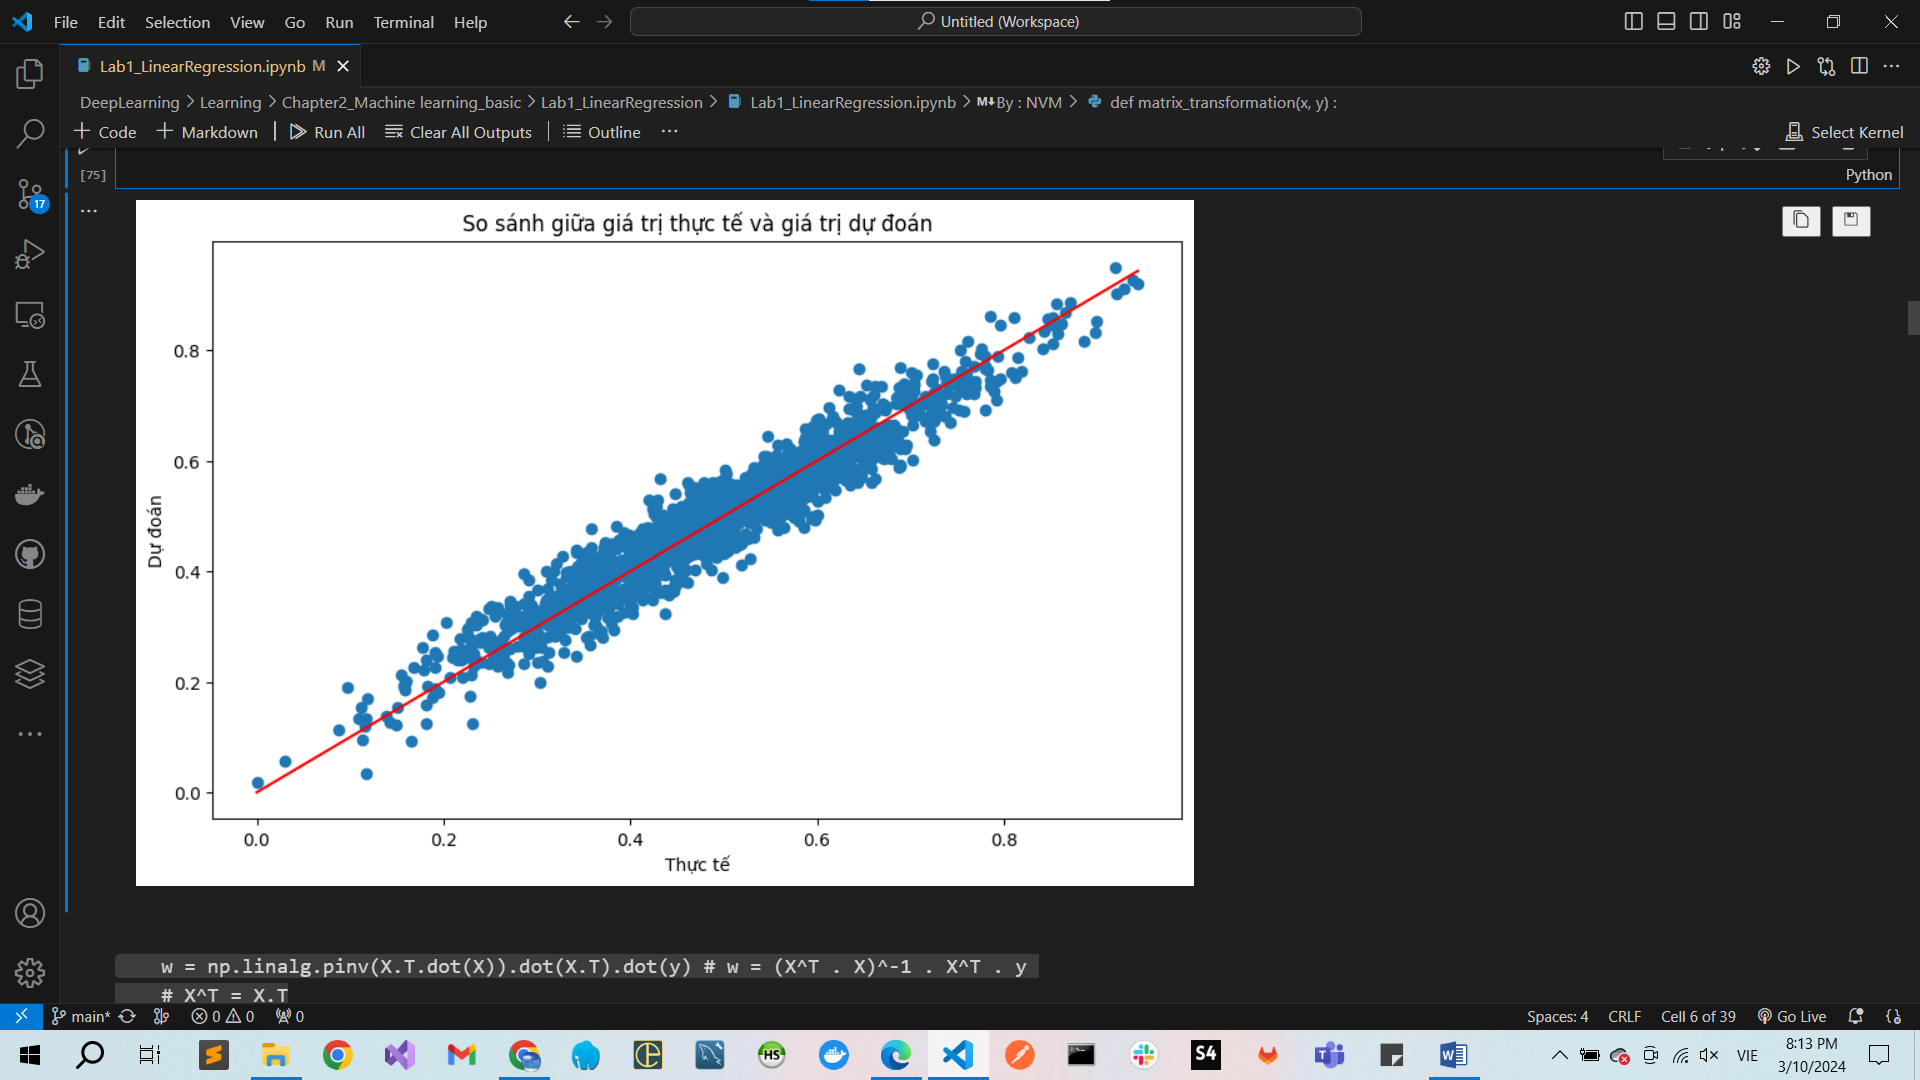 File Edit Selection View Go Run Terminal Help
Untitled (Workspace)
Lab1_LinearRegression.ipynb M
DeepLearning > Learning > Chapter2_Machine learning_basic > Lab1_LinearRegression > Lab1_LinearRegression.ipynb > M↓By : NVM > def matrix_transformation(x, y) :
+ Code + Markdown Run All Clear All Outputs Outline ...
Select Kernel
[75]
Python
17
So sánh giữa giá trị thực tế và giá trị dự đoán
0.8
0.6
Dự đoán
0.4
0.2
0.0
0.0 0.2 0.4 0.6 0.8
Thực tế
w = np.linalg.pinv(X.T.dot(X)).dot(X.T).dot(y) # w = (X^T . X)^-1 . X^T . y
# X^T = X.T
main* 0 0 0
Spaces: 4 CRLF Cell 6 of 39 Go Live
HS
S4
VIE
8:13 PM
3/10/2024